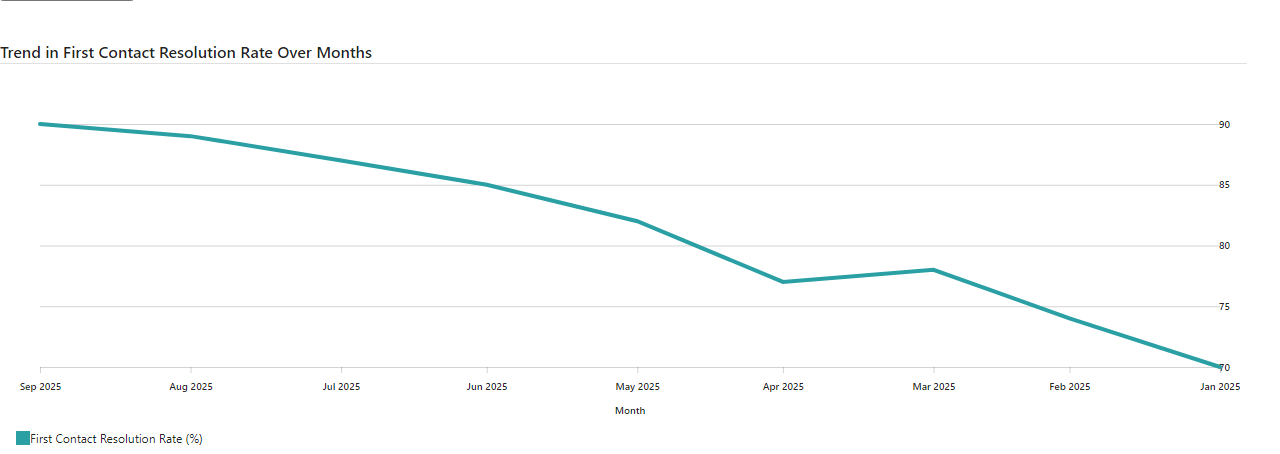 Trend in First Contact Resolution Rate Over Months
90
85
80
75
70
Sep 2025 Aug 2025 Jul 2025 Jun 2025 May 2025 Apr 2025 Mar 2025 Feb 2025 Jan 2025
Month
First Contact Resolution Rate (%)